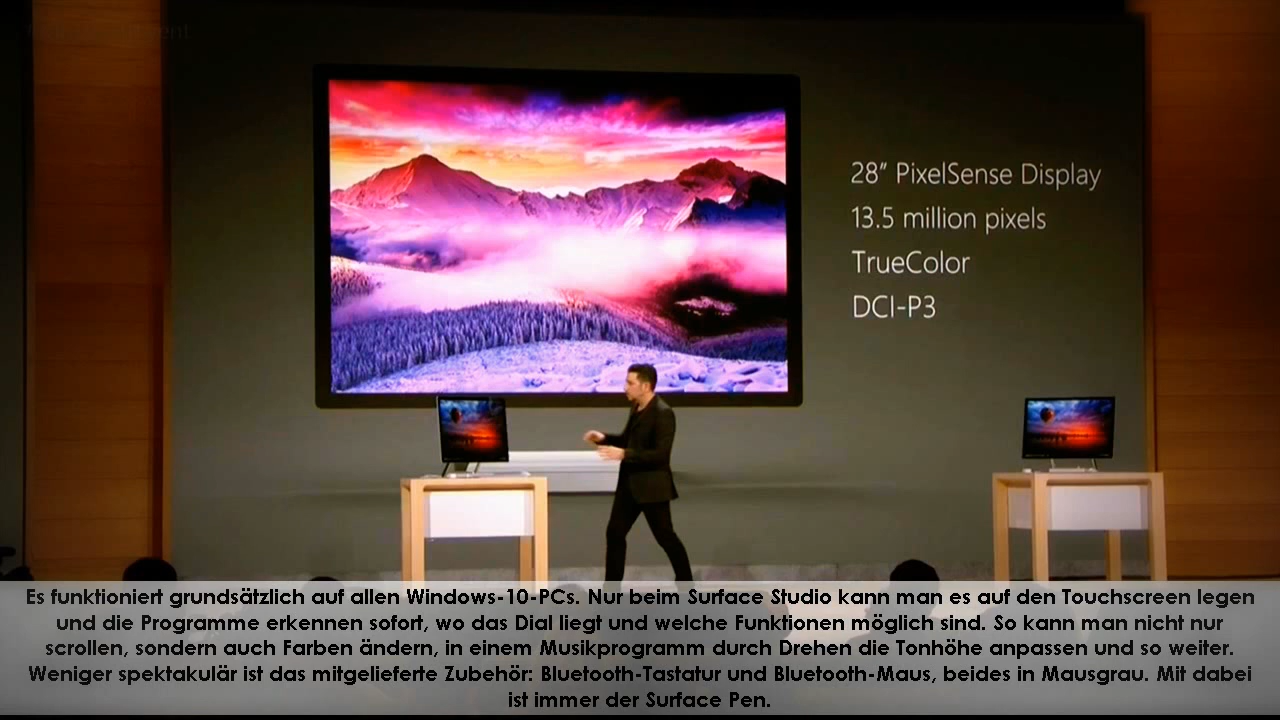 28” PixelSense Display
13.5 million pixels
TrueColor
DCI-P3
Es funktioniert grundsätzlich auf allen Windows-10-PCs. Nur beim Surface Studio kann man es auf den Touchscreen legen
und die Programme erkennen sofort, wo das Dial liegt und welche Funktionen möglich sind. So kann man nicht nur
scrollen, sondern auch Farben ändern, in einem Musikprogramm durch Drehen die Tonhöhe anpassen und so weiter.
Weniger spektakulär ist das mitgelieferte Zubehör: Bluetooth-Tastatur und Bluetooth-Maus, beides in Mausgrau. Mit dabei
ist immer der Surface Pen.